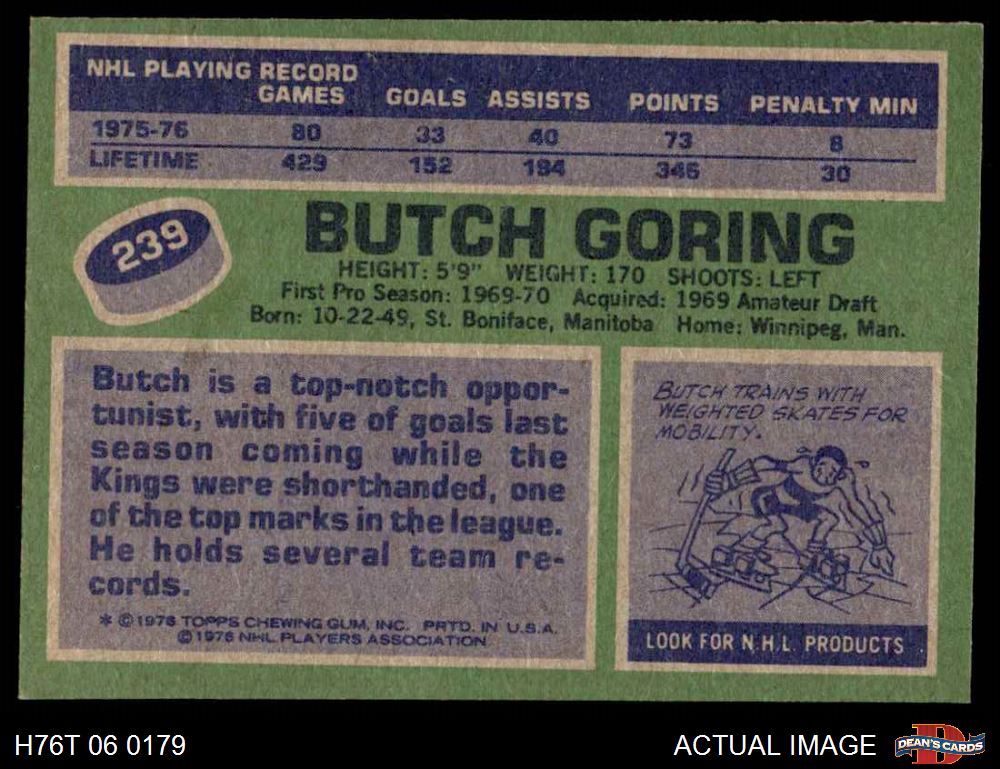 NHL PLAYING RECORD
GAMES GOALS ASSISTS POINTS PENALTY MIN
1975-76 80 33 40 73 8
LIFETIME 429 152 194 346 30
239
BUTCH GORING
HEIGHT: 5'9" WEIGHT: 170 SHOOTS: LEFT
First Pro Season: 1969-70 Acquired: 1969 Amateur Draft
Born: 10-22-49, St. Boniface, Manitoba Home: Winnipeg, Man.
Butch is a top-notch oppor-
tunist, with five of goals last
season coming while the
Kings were shorthanded, one
of the top marks in the league.
He holds several team re-
cords.
* © 1976 TOPPS CHEWING GUM, INC. PRTD. IN U.S.A.
© 1976 NHL PLAYERS ASSOCIATION
BUTCH TRAINS WITH
WEIGHTED SKATES FOR
MOBILITY.
LOOK FOR N.H.L. PRODUCTS
H76T 06 0179
ACTUAL IMAGE
D
DEAN'S CARDS